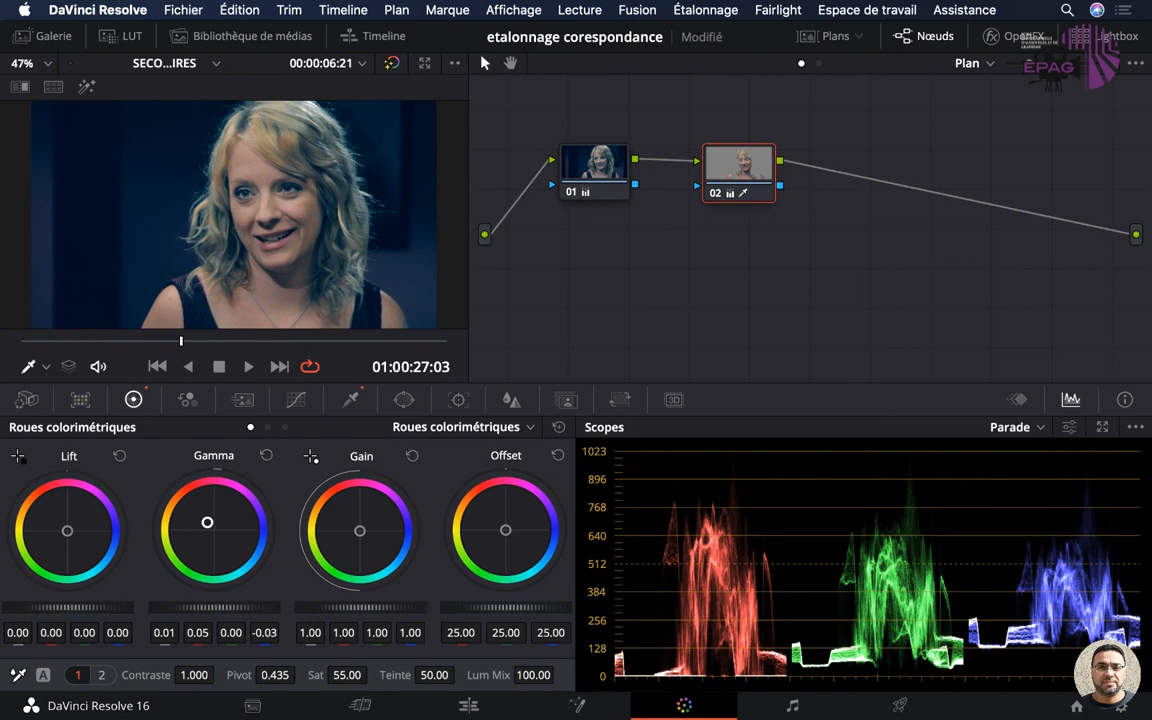 DaVinci Resolve Fichier Édition Trim Timeline Plan Marque Affichage Lecture Fusion Étalonnage Fairlight Espace de travail Assistance
Galerie LUT Bibliothèque de médias Timeline etalonnage corespondance Modifié Plans Nœuds OpenFX Lightbox
47% SECO...IRES 00:00:06:21 Plan
EPAG
01
02
01:00:27:03
Roues colorimétriques Roues colorimétriques Scopes Parade
Lift Gamma Gain Offset
1023
896
768
640
512
384
256
128
0
0.00 0.00 0.00 0.00 0.01 0.05 0.00 -0.03 1.00 1.00 1.00 1.00 25.00 25.00 25.00
A 1 2 Contraste 1.000 Pivot 0.435 Sat 55.00 Teinte 50.00 Lum Mix 100.00
DaVinci Resolve 16